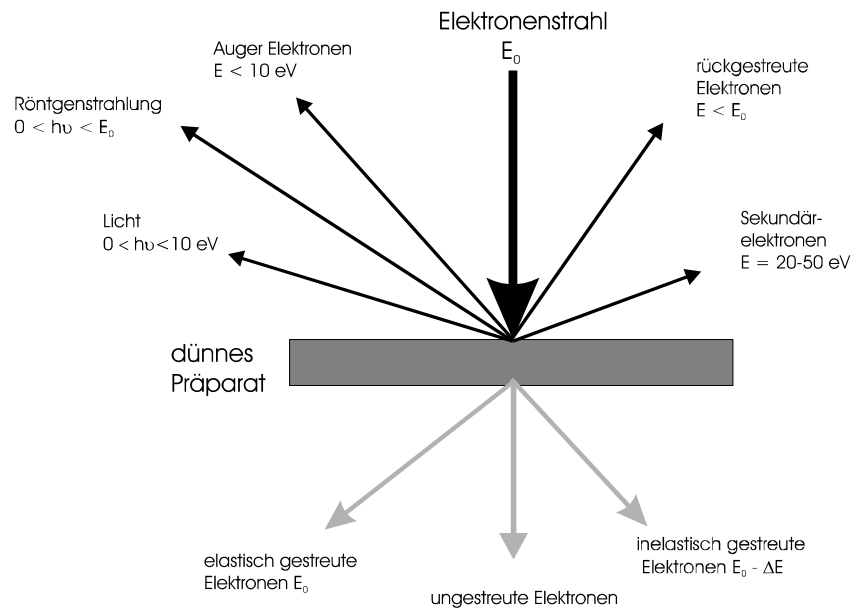 Elektronenstrahl
E₀
Auger Elektronen
E < 10 eV
rückgestreute
Elektronen
E < E₀
Röntgenstrahlung
0 < hυ < E₀
Licht
0 < hυ<10 eV
Sekundär-
elektronen
E = 20-50 eV
dünnes
Präparat
elastisch gestreute
Elektronen E₀
ungestreute Elektronen
inelastisch gestreute
Elektronen E₀ - ΔE